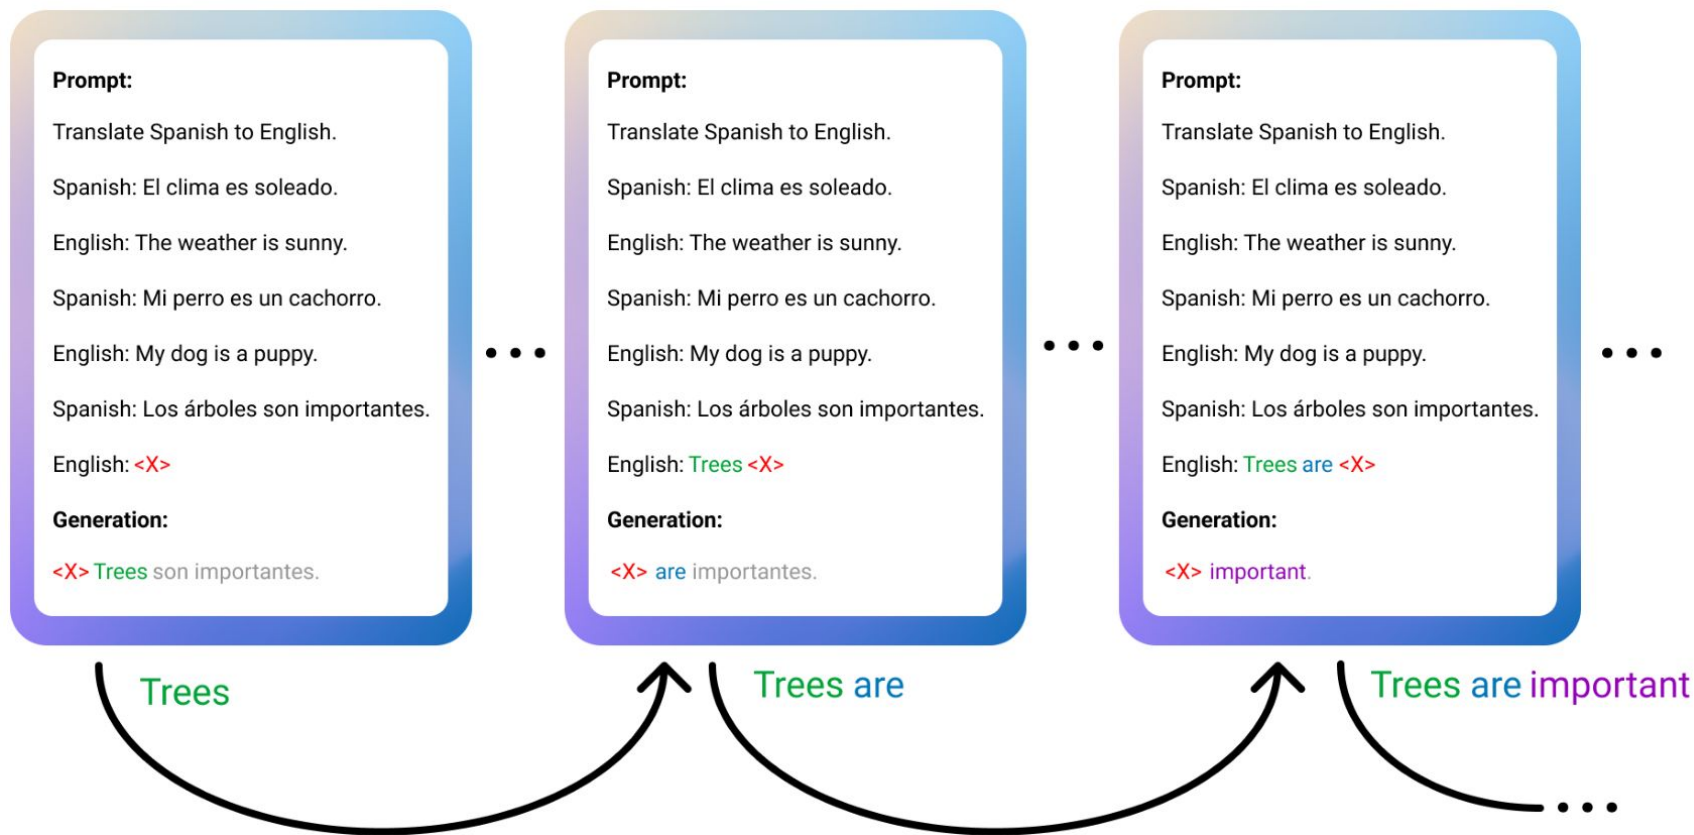 Prompt:
Translate Spanish to English.
Spanish: El clima es soleado.
English: The weather is sunny.
Spanish: Mi perro es un cachorro.
English: My dog is a puppy.
Spanish: Los árboles son importantes.
English: <X>
Generation:
<X> Trees son importantes.
Prompt:
Translate Spanish to English.
Spanish: El clima es soleado.
English: The weather is sunny.
Spanish: Mi perro es un cachorro.
English: My dog is a puppy.
Spanish: Los árboles son importantes.
English: Trees <X>
Generation:
<X> are importantes.
Prompt:
Translate Spanish to English.
Spanish: El clima es soleado.
English: The weather is sunny.
Spanish: Mi perro es un cachorro.
English: My dog is a puppy.
Spanish: Los árboles son importantes.
English: Trees are <X>
Generation:
<X> important.
Trees
Trees are
Trees are important